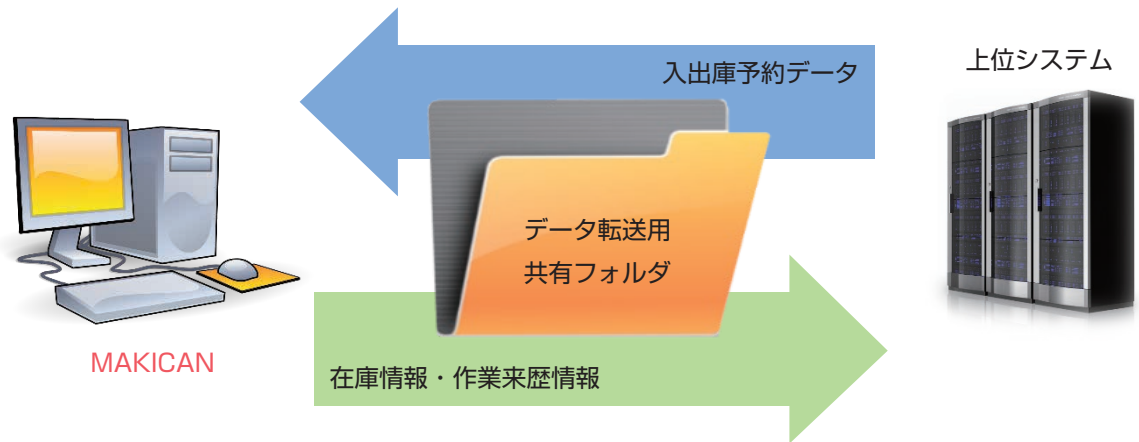 入出庫予約データ
上位システム
データ転送用
共有フォルダ
MAKICAN
在庫情報・作業来歴情報